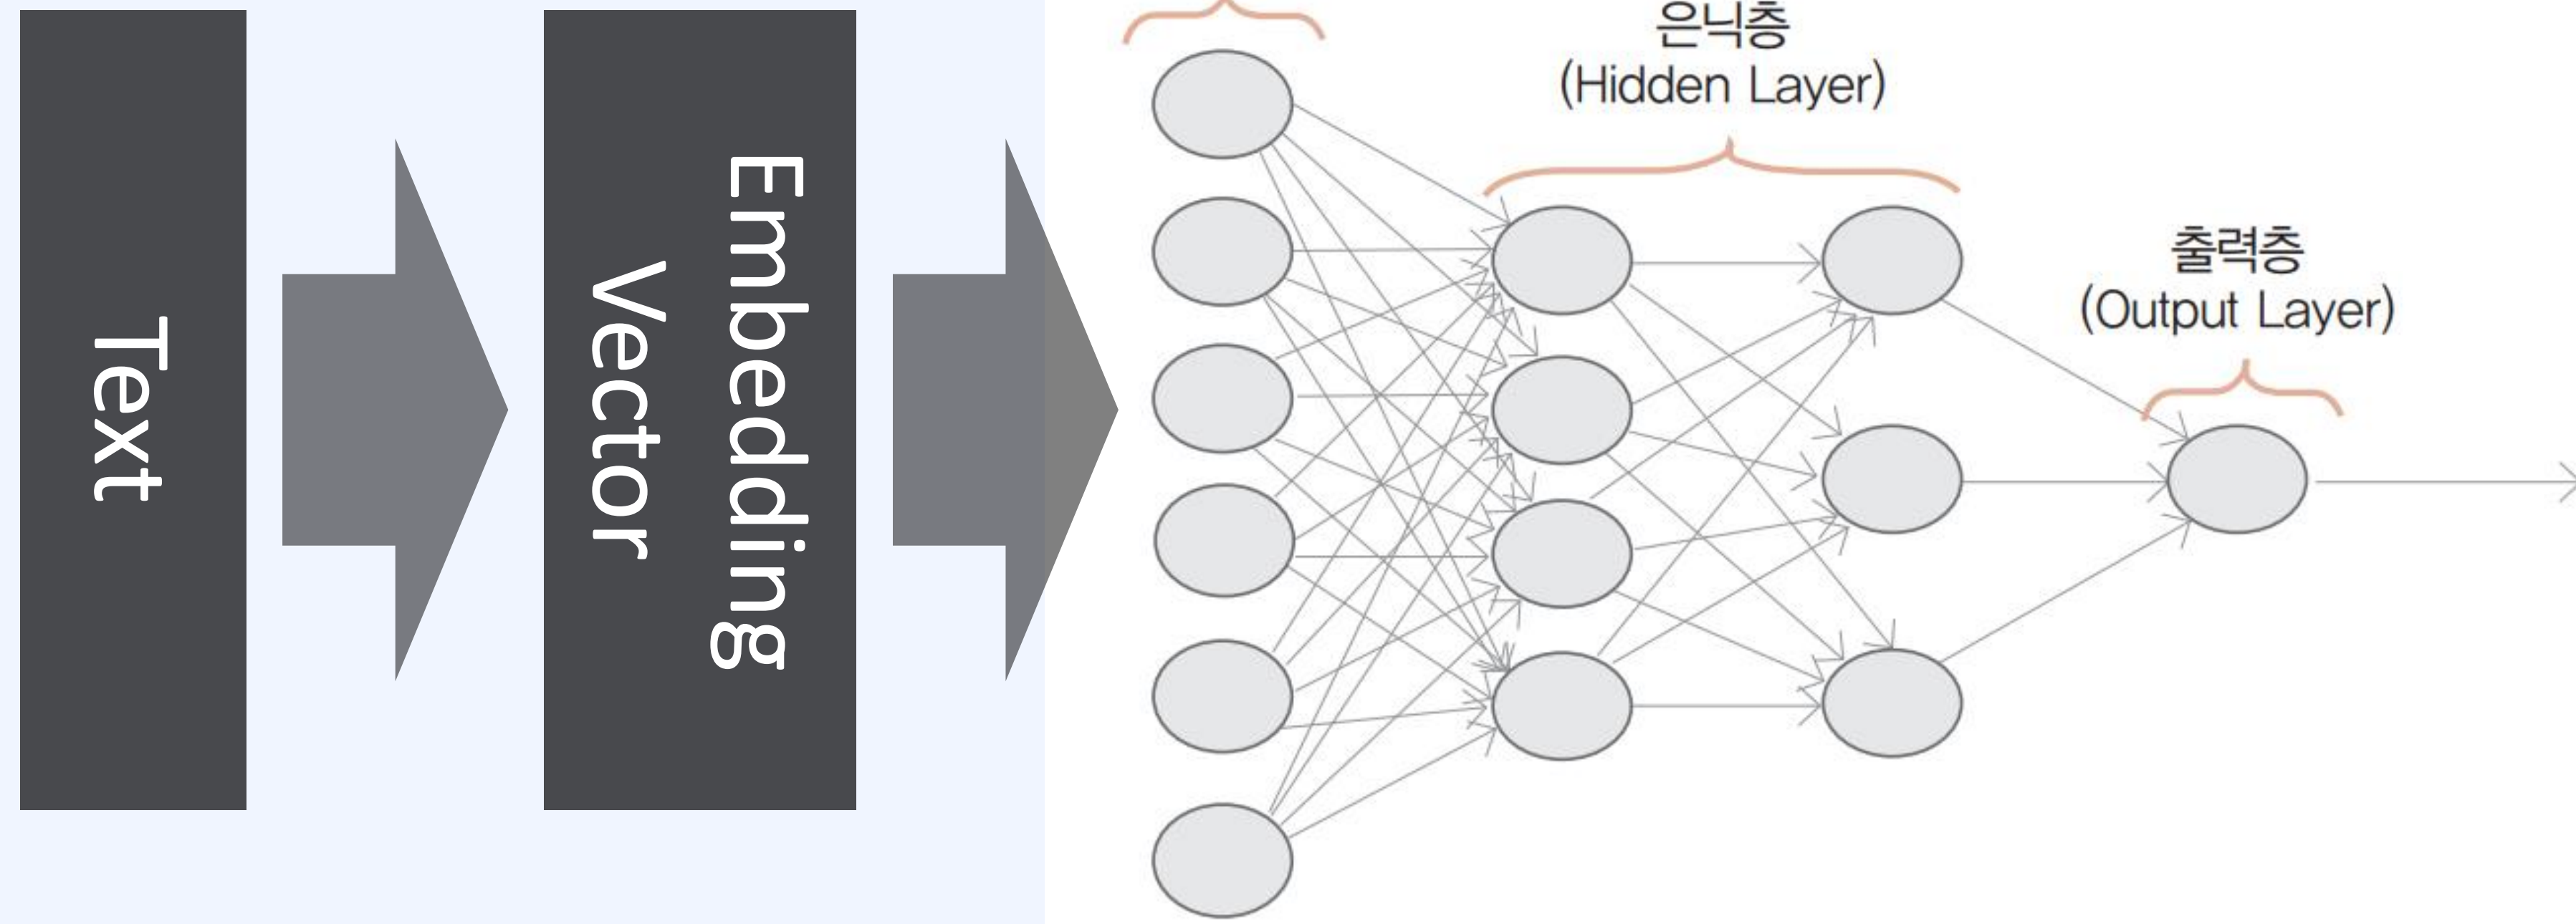 Text
Embedding
Vector
은닉층
(Hidden Layer)
출력층
(Output Layer)